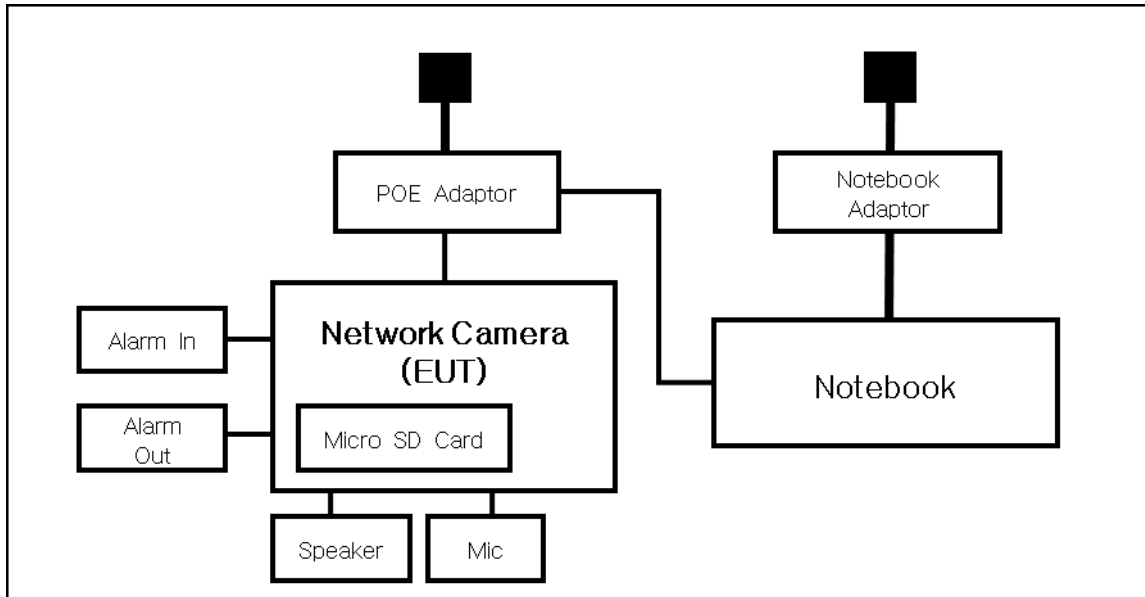 POE Adaptor
Notebook
Adaptor
Alarm In
Network Camera
(EUT)
Notebook
Alarm
Out
Micro SD Card
Speaker
Mic